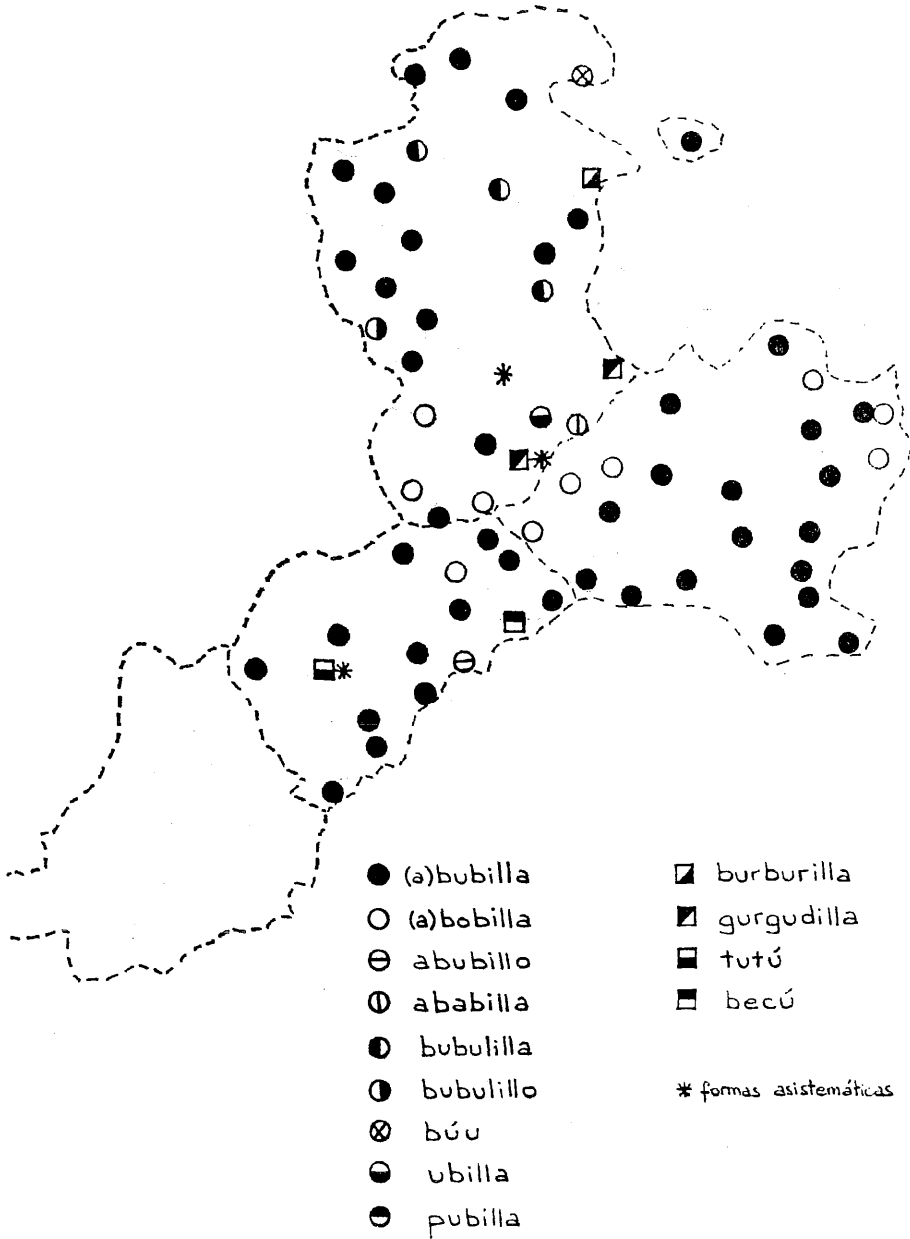 (a)bubilla
(a)bobilla
abubillo
ababilla
bubulilla
bubulillo
búu
ubilla
pubilla
burburilla
gurgudilla
tutú
becú
formas asistemáticas